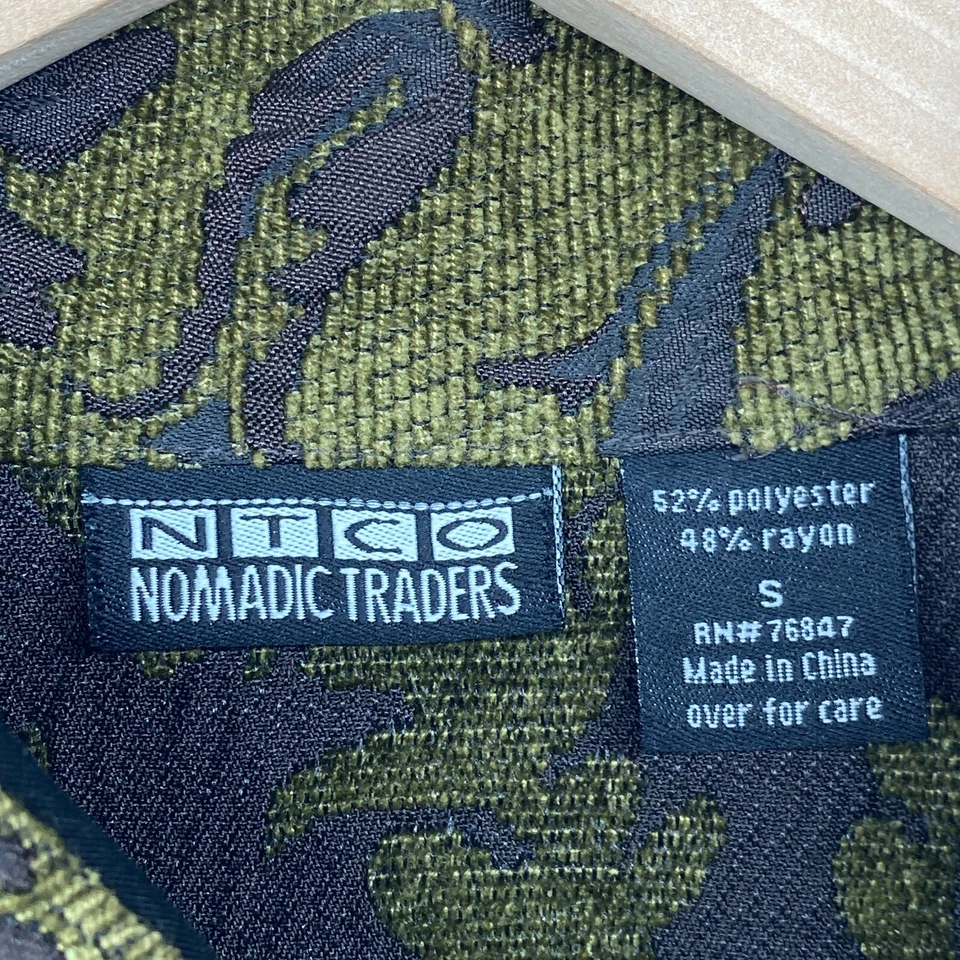 NTCO
NOMADIC TRADERS
52% polyester
48% rayon
S
RN# 76847
Made in China
over for care